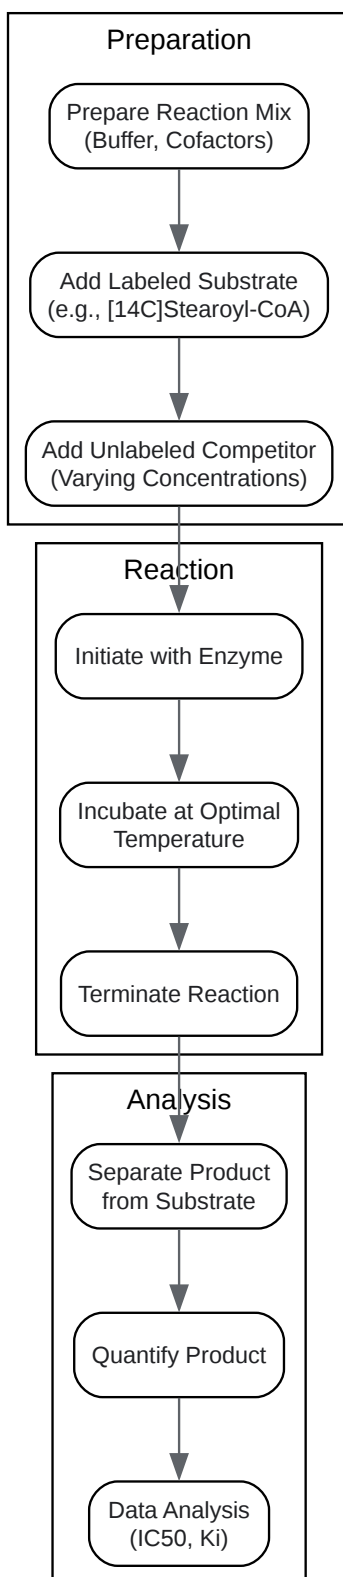 Preparation
Prepare Reaction Mix
(Buffer, Cofactors)
Add Labeled Substrate
(e.g., [14C]Stearoyl-CoA)
Add Unlabeled Competitor
(Varying Concentrations)
Reaction
Initiate with Enzyme
Incubate at Optimal
Temperature
Terminate Reaction
Analysis
Separate Product
from Substrate
Quantify Product
Data Analysis
(IC50, Ki)